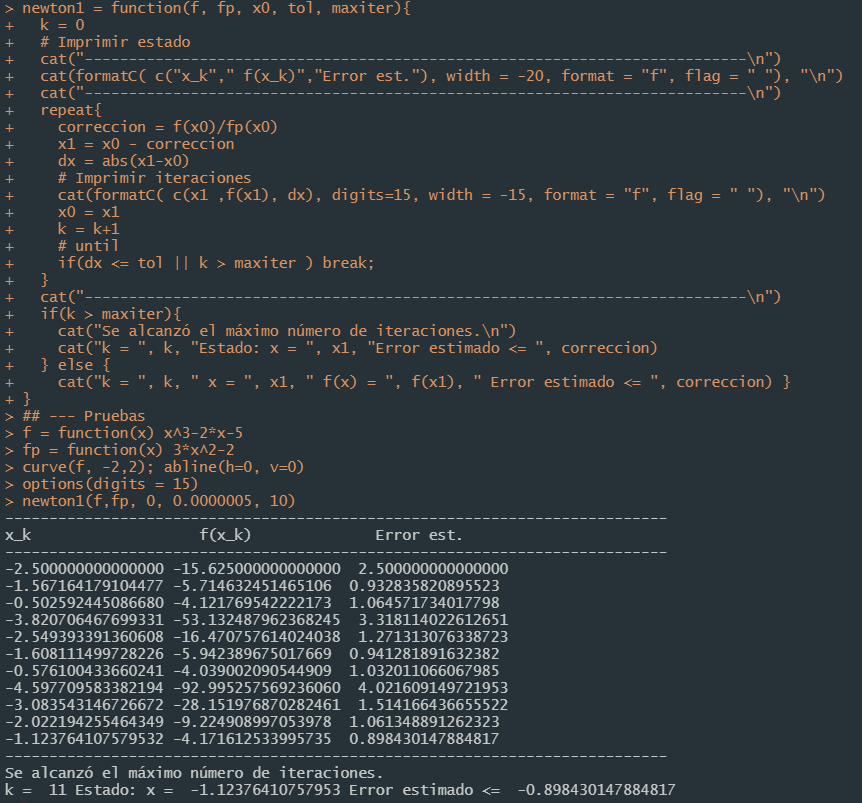 > newton1 = function(f, fp, x0, tol, maxiter){
+   k = 0
+   # Imprimir estado
+   cat("---------------------------------------------------------------------------\n")
+   cat(formatC( c("x_k"," f(x_k)","Error est."), width = -20, format = "f", flag = " "), "\n")
+   cat("---------------------------------------------------------------------------\n")
+   repeat{
+     correccion = f(x0)/fp(x0)
+     x1 = x0 - correccion
+     dx = abs(x1-x0)
+     # Imprimir iteraciones
+     cat(formatC( c(x1 ,f(x1), dx), digits=15, width = -15, format = "f", flag = " "), "\n")
+     x0 = x1
+     k = k+1
+     # until
+     if(dx <= tol || k > maxiter ) break;
+   }
+   cat("---------------------------------------------------------------------------\n")
+   if(k > maxiter){
+     cat("Se alcanzó el máximo número de iteraciones.\n")
+     cat("k = ", k, "Estado: x = ", x1, "Error estimado <= ", correccion)
+   } else {
+     cat("k = ", k, " x = ", x1, " f(x) = ", f(x1), " Error estimado <= ", correccion) }
+ }
> ## --- Pruebas
> f = function(x) x^3-2*x-5
> fp = function(x) 3*x^2-2
> curve(f, -2,2); abline(h=0, v=0)
> options(digits = 15)
> newton1(f,fp, 0, 0.0000005, 10)
---------------------------------------------------------------------------
x_k                   f(x_k)              Error est.
---------------------------------------------------------------------------
-2.500000000000000 -15.625000000000000  2.500000000000000
-1.567164179104477 -5.714632451465106  0.932835820895523
-0.502592445086680 -4.121769542222173  1.064571734017798
-3.820706467699331 -53.132487962368245  3.318114022612651
-2.549393391360608 -16.470757614024038  1.271313076338723
-1.608111499728226 -5.942389675017669  0.941281891632382
-0.576100433660241 -4.039002090544909  1.032011066067985
-4.597709583382194 -92.995257569236060  4.021609149721953
-3.083543146726672 -28.151976870282461  1.514166436655522
-2.022194255464349 -9.224908997053978  1.061348891262323
-1.123764107579532 -4.171612533995735  0.898430147884817
---------------------------------------------------------------------------
Se alcanzó el máximo número de iteraciones.
k =  11 Estado: x =  -1.12376410757953 Error estimado <=  -0.898430147884817